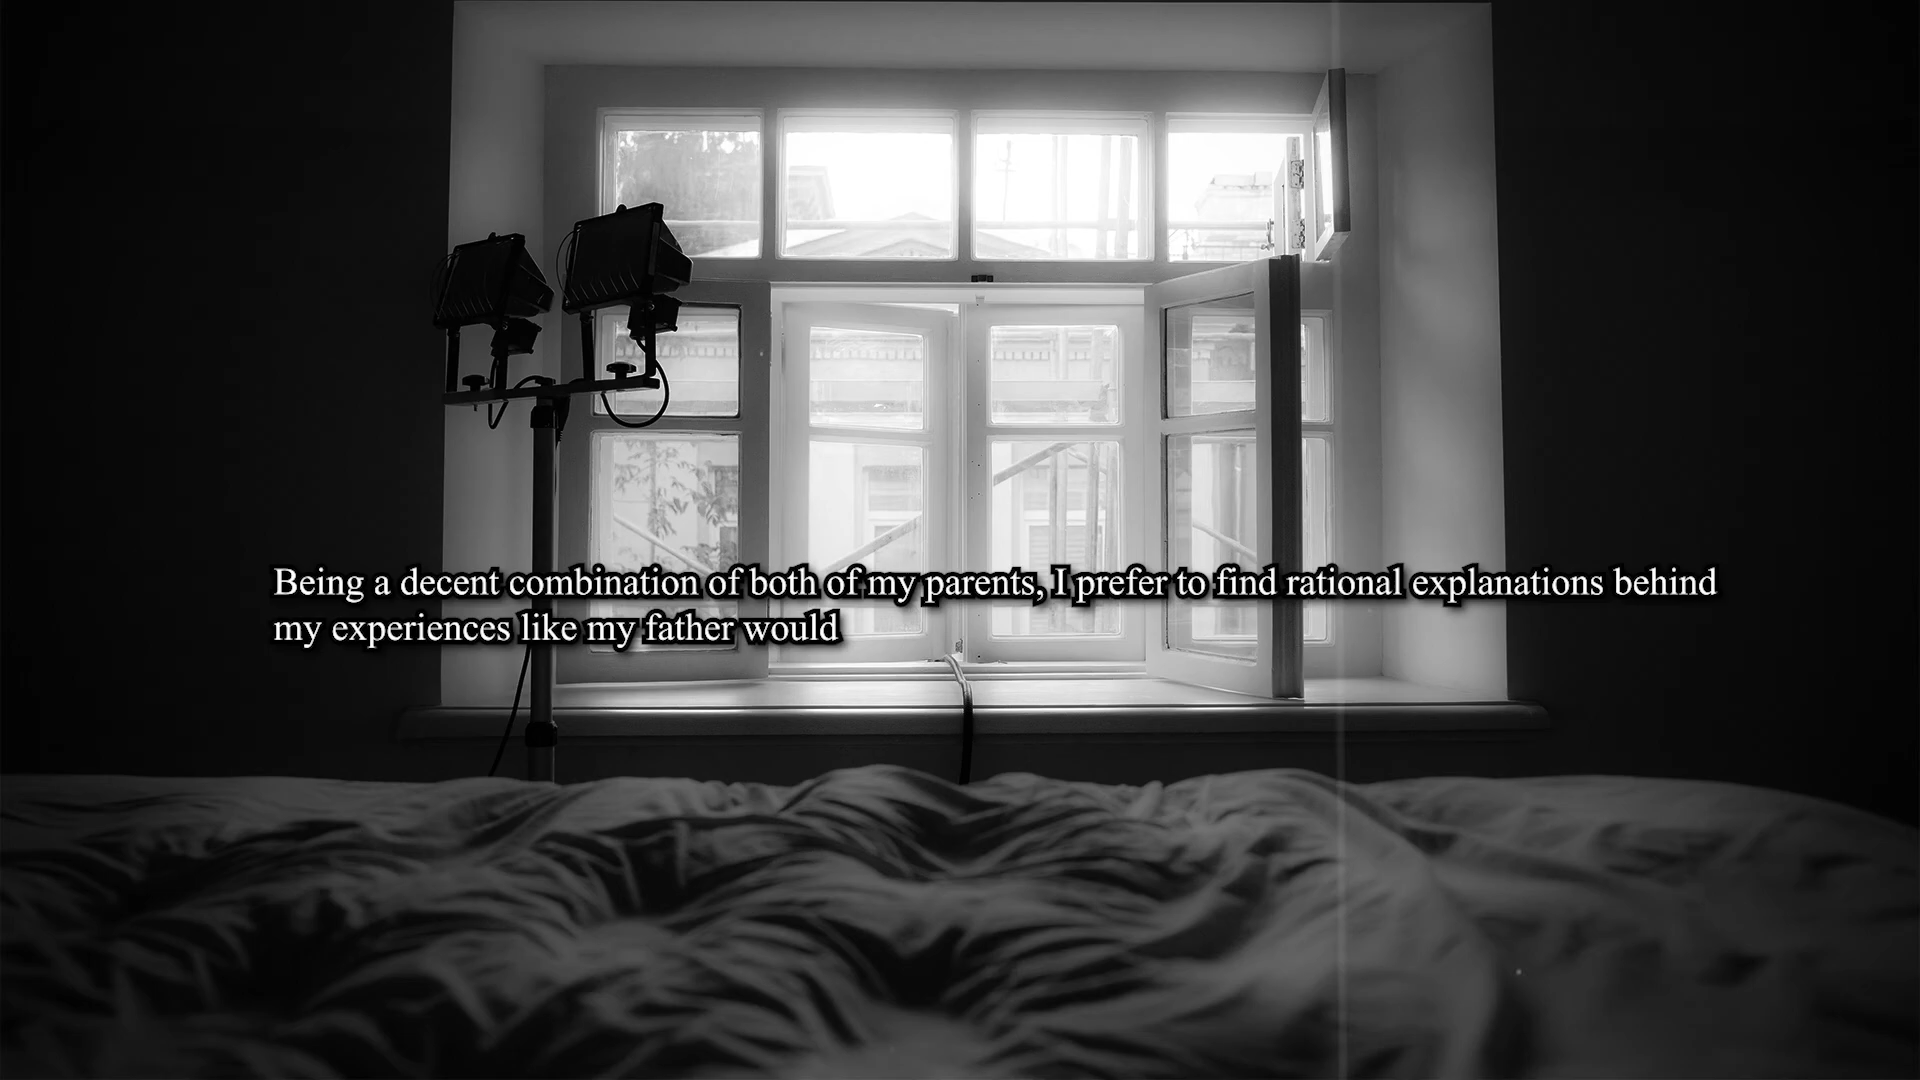 Being a decent combination of both of my parents, I prefer to find rational explanations behind
my experiences like my father would